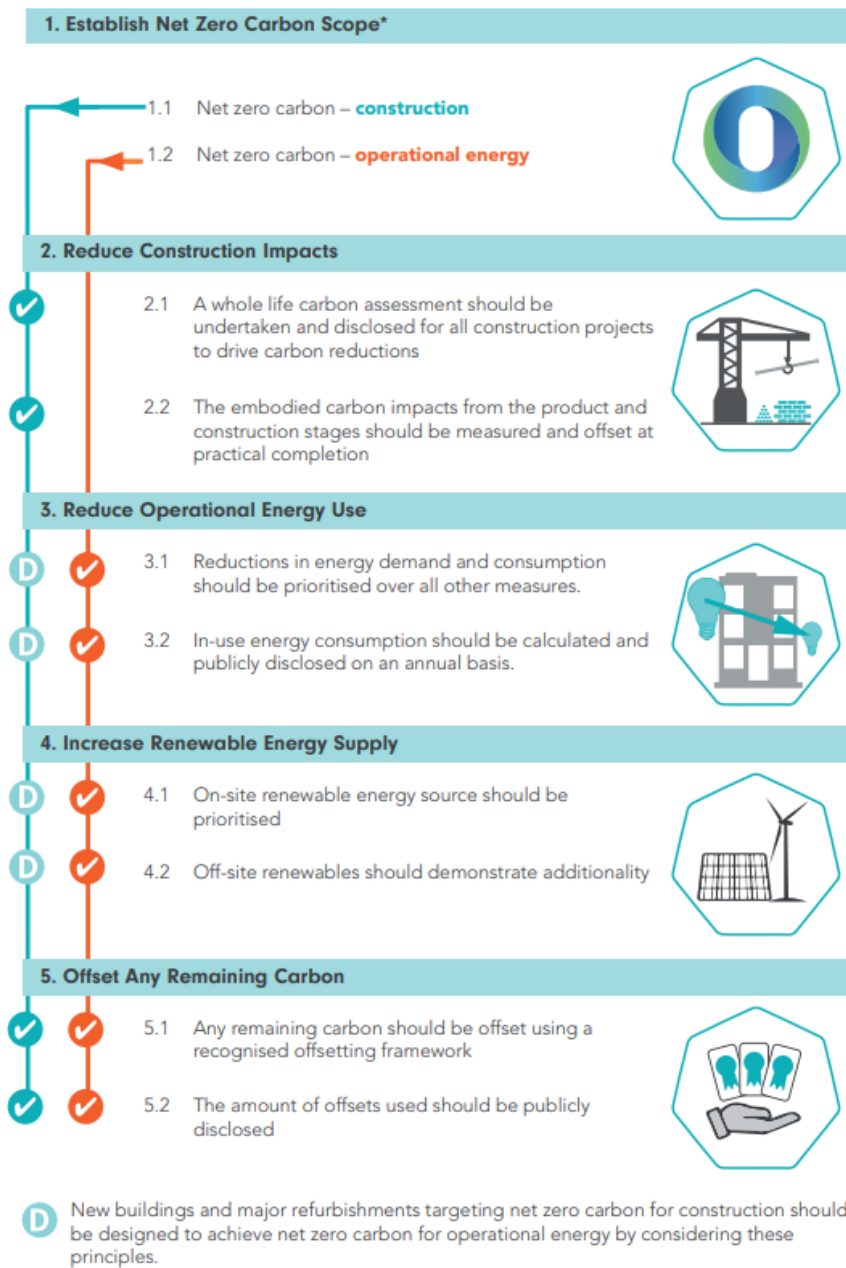 1. Establish Net Zero Carbon Scope*
1.1 Net zero carbon – construction
1.2 Net zero carbon – operational energy
2. Reduce Construction Impacts
2.1 A whole life carbon assessment should be
undertaken and disclosed for all construction projects
to drive carbon reductions
2.2 The embodied carbon impacts from the product and
construction stages should be measured and offset at
practical completion
3. Reduce Operational Energy Use
D 3.1 Reductions in energy demand and consumption
should be prioritised over all other measures.
D 3.2 In-use energy consumption should be calculated and
publicly disclosed on an annual basis.
4. Increase Renewable Energy Supply
D 4.1 On-site renewable energy source should be
prioritised
D 4.2 Off-site renewables should demonstrate additionality
5. Offset Any Remaining Carbon
5.1 Any remaining carbon should be offset using a
recognised offsetting framework
5.2 The amount of offsets used should be publicly
disclosed
D New buildings and major refurbishments targeting net zero carbon for construction should
be designed to achieve net zero carbon for operational energy by considering these
principles.